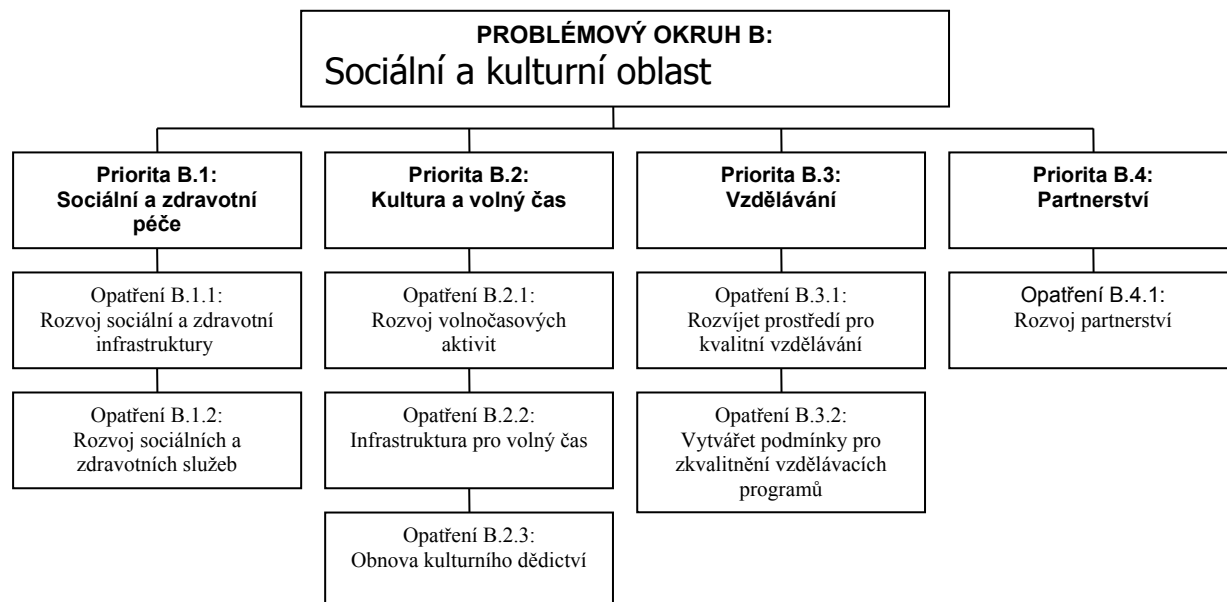 PROBLÉMOVÝ OKRUH B:
Sociální a kulturní oblast
Priorita B.1:
Sociální a zdravotní
péče
Opatření B.1.1:
Rozvoj sociální a zdravotní
infrastruktury
Opatření B.1.2:
Rozvoj sociálních a
zdravotních služeb
Priorita B.2:
Kultura a volný čas
Opatření B.2.1:
Rozvoj volnočasových
aktivit
Opatření B.2.2:
Infrastruktura pro volný čas
Opatření B.2.3:
Obnova kulturního dědictví
Priorita B.3:
Vzdělávání
Opatření B.3.1:
Rozvíjet prostředí pro
kvalitní vzdělávání
Opatření B.3.2:
Vytvářet podmínky pro
zkvalitnění vzdělávacích
programů
Priorita B.4:
Partnerství
Opatření B.4.1:
Rozvoj partnerství